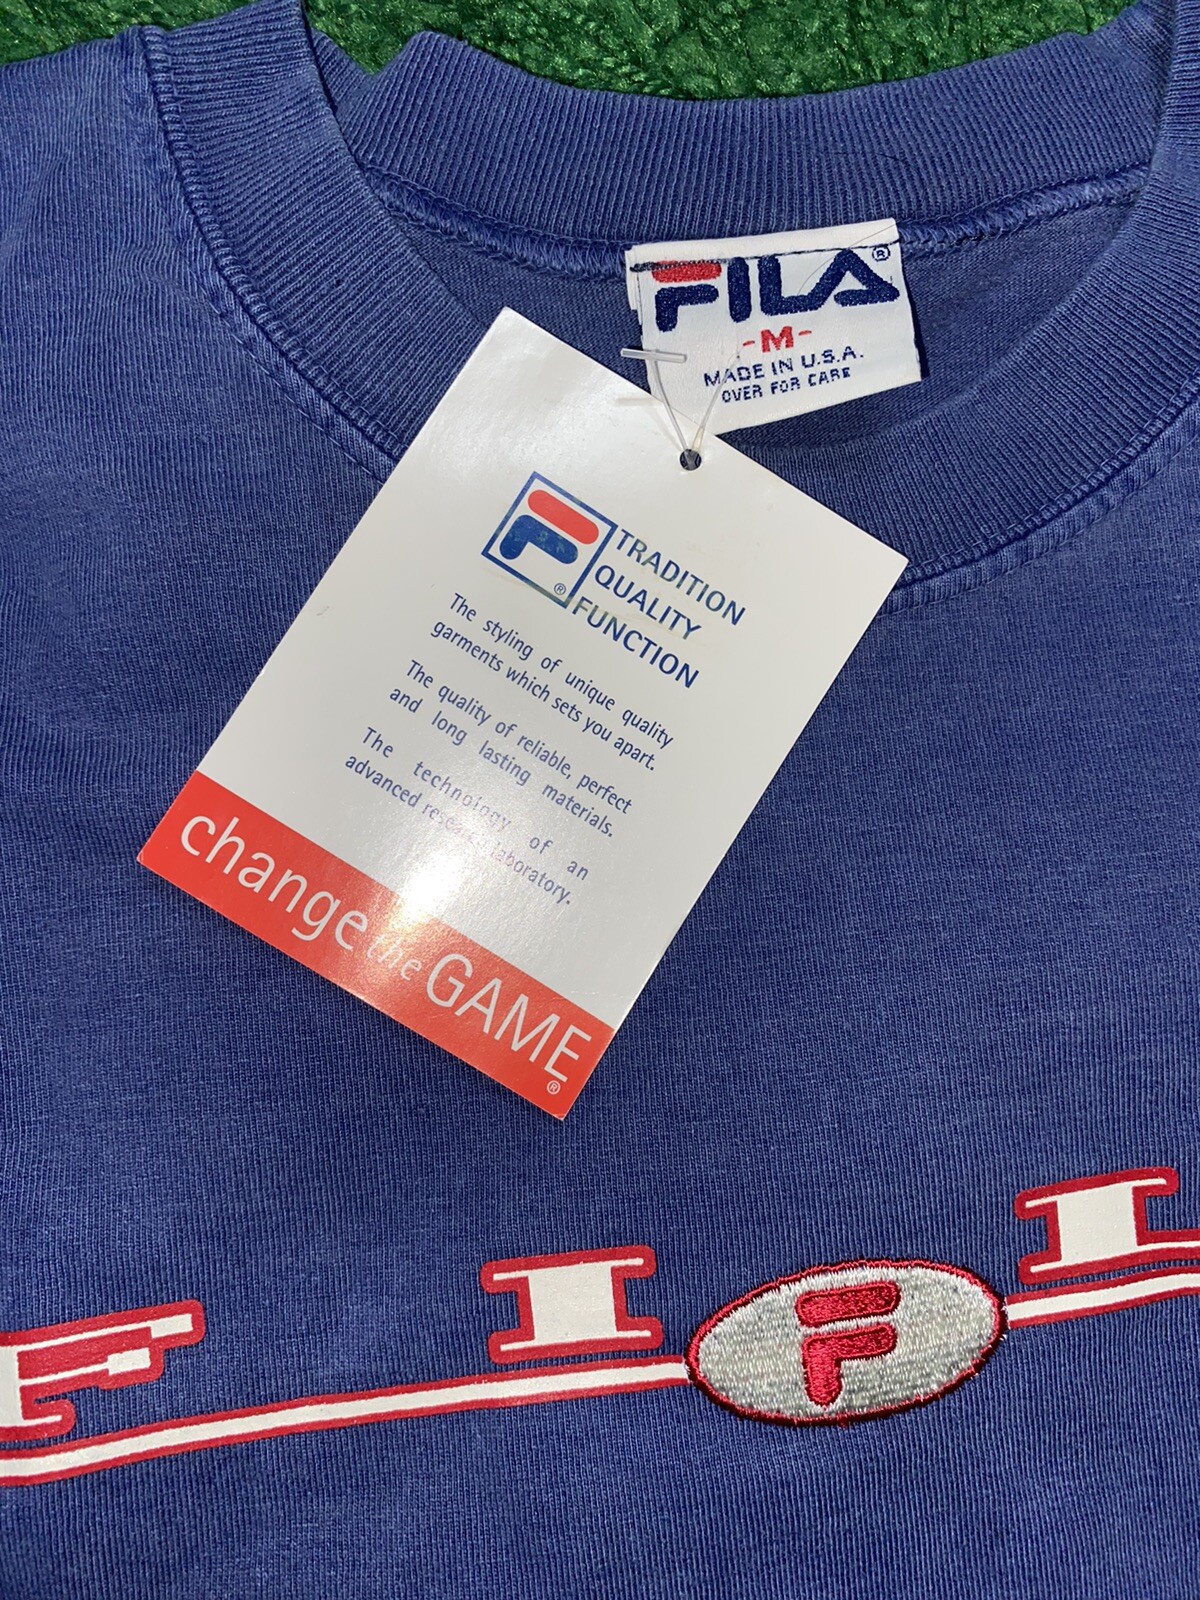 FILA®
-M-
MADE IN U.S.A.
OVER FOR CARE
F®
TRADITION
QUALITY
FUNCTION
The styling of unique quality
garments which sets you apart.
The quality of reliable, perfect
and long lasting materials.
The technology of an
advanced research laboratory.
change the GAME®
F I F L